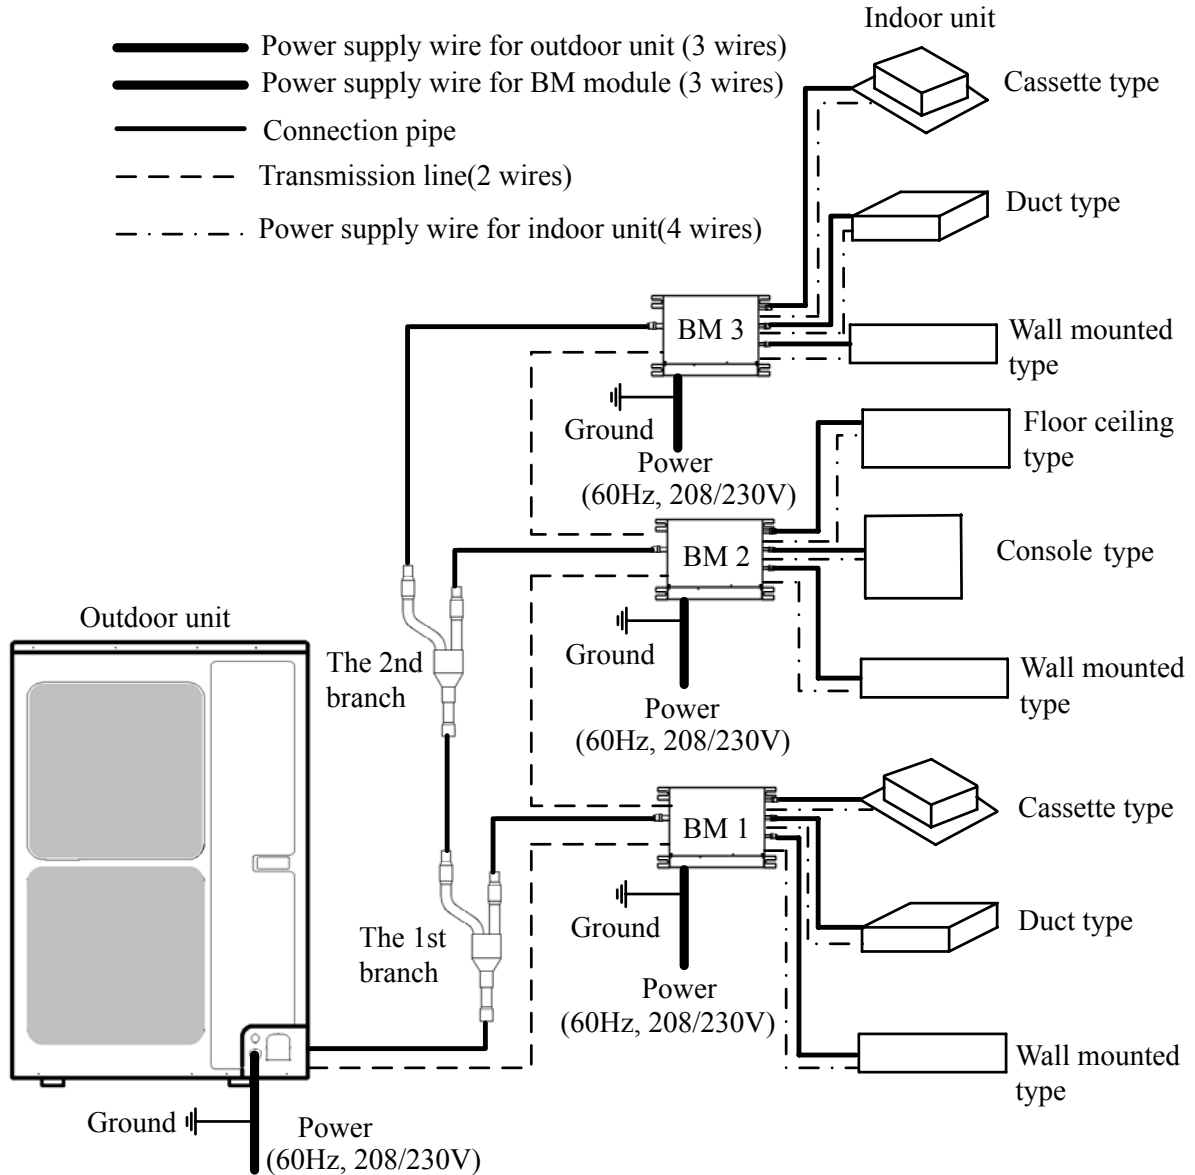 Indoor unit
Power supply wire for outdoor unit (3 wires)
Power supply wire for BM module (3 wires)
Connection pipe
Transmission line(2 wires)
Power supply wire for indoor unit(4 wires)
Cassette type
Duct type
BM 3
Wall mounted
type
Ground
Power
(60Hz, 208/230V)
Floor ceiling
type
BM 2
Console type
Ground
Power
(60Hz, 208/230V)
Wall mounted
type
Outdoor unit
The 2nd
branch
BM 1
Cassette type
Ground
Power
(60Hz, 208/230V)
Duct type
The 1st
branch
Wall mounted
type
Ground
Power
(60Hz, 208/230V)